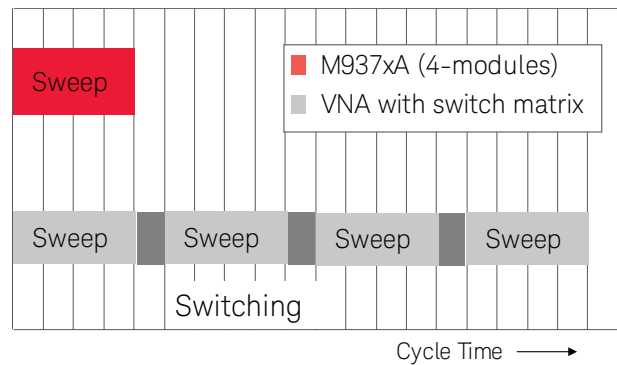 Sweep
M937xA (4-modules)
VNA with switch matrix
Sweep Sweep Sweep Sweep
Switching
Cycle Time